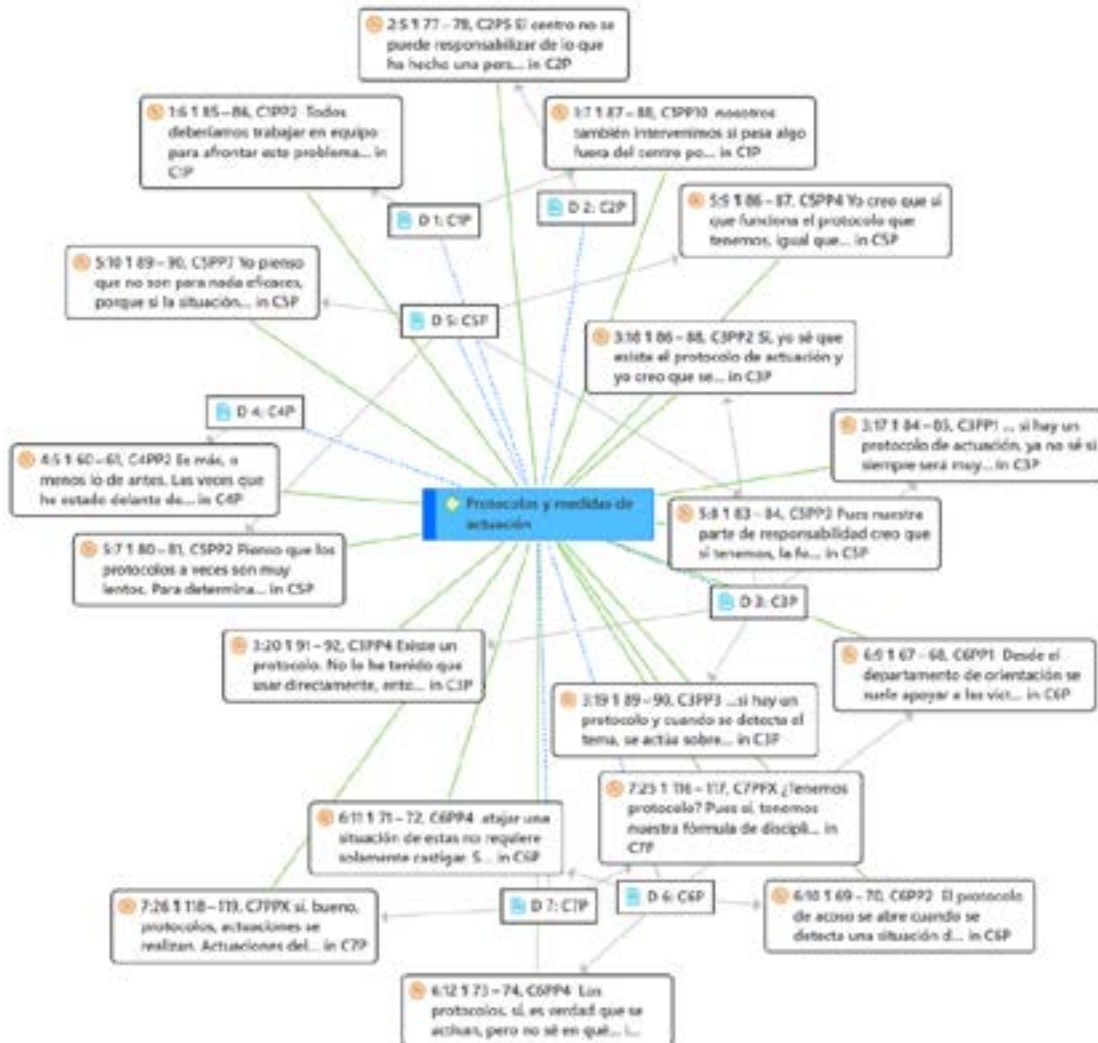 2:5 ¶ 77 – 78, C2P5 El centro no se
puede responsabilizar de lo que
ha hecho una pers... in C2P
1:6 ¶ 85 – 86, C1PP2 Todos
deberíamos trabajar en equipo
para afrontar este problema... in
C1P
1:7 ¶ 87 – 88, C1PP10 nosotros
también intervenimos si pasa algo
fuera del centro po... in C1P
D 1: C1P
D 2: C2P
5:9 ¶ 86 – 87, C5PP4 Yo creo que sí
que funciona el protocolo que
tenemos, igual que... in C5P
5:10 ¶ 89 – 90, C5PP7 Yo pienso
que no son para nada eficaces,
porque si la situación... in C5P
D 5: C5P
3:18 ¶ 86 – 88, C3PP2 Sí, yo sé que
existe el protocolo de actuación y
yo creo que se... in C3P
D 4: C4P
3:17 ¶ 84 – 85, C3PP1 ... si hay un
protocolo de actuación, ya no sé si
siempre será muy... in C3P
4:5 ¶ 60 – 61, C4PP2 Es más, o
menos lo de antes. Las veces que
he estado delante de... in C4P
Protocolos y medidas de
actuación
5:8 ¶ 83 – 84, C5PP3 Pues nuestra
parte de responsabilidad creo que
sí tenemos, la fo... in C5P
5:7 ¶ 80 – 81, C5PP2 Pienso que los
protocolos a veces son muy
lentos. Para determina... in C5P
D 3: C3P
3:20 ¶ 91 – 92, C3PP4 Existe un
protocolo. No lo he tenido que
usar directamente, ento... in C3P
6:9 ¶ 67 – 68, C6PP1 Desde el
departamento de orientación se
suele apoyar a las víct... in C6P
3:19 ¶ 89 – 90, C3PP3 ...si hay un
protocolo y cuando se detecta el
tema, se actúa sobre... in C3P
7:25 ¶ 116 – 117, C7PPX ¿Tenemos
protocolo? Pues sí, tenemos
nuestra fórmula de discipli... in
C7P
6:11 ¶ 71 – 72, C6PP4 atajar una
situación de estas no requiere
solamente castigar. S... in C6P
D 6: C6P
D 7: C7P
6:10 ¶ 69 – 70, C6PP2 El protocolo
de acoso se abre cuando se
detecta una situación d... in C6P
7:26 ¶ 118 – 119, C7PPX sí, bueno,
protocolos, actuaciones se
realizan. Actuaciones del... in C7P
6:12 ¶ 73 – 74, C6PP4 Los
protocolos, sí, es verdad que se
activan, pero no sé en qué... i...